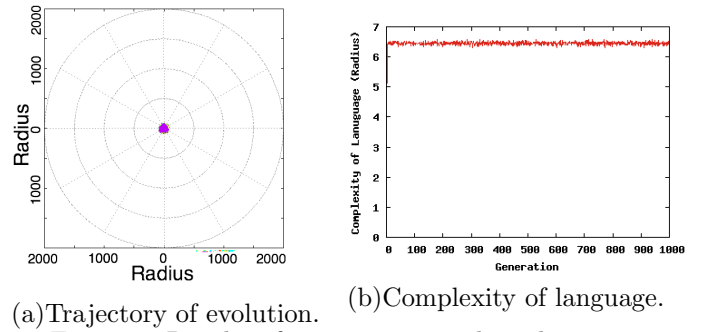 2000
1000
0
1000
Radius
2000 1000 0 1000 2000
Radius
(a)Trajectory of evolution.
7
6
5
4
3
2
1
0
Complexity of Lanuguage (Radius)
0 100 200 300 400 500 600 700 800 900 1000
Generation
(b)Complexity of language.